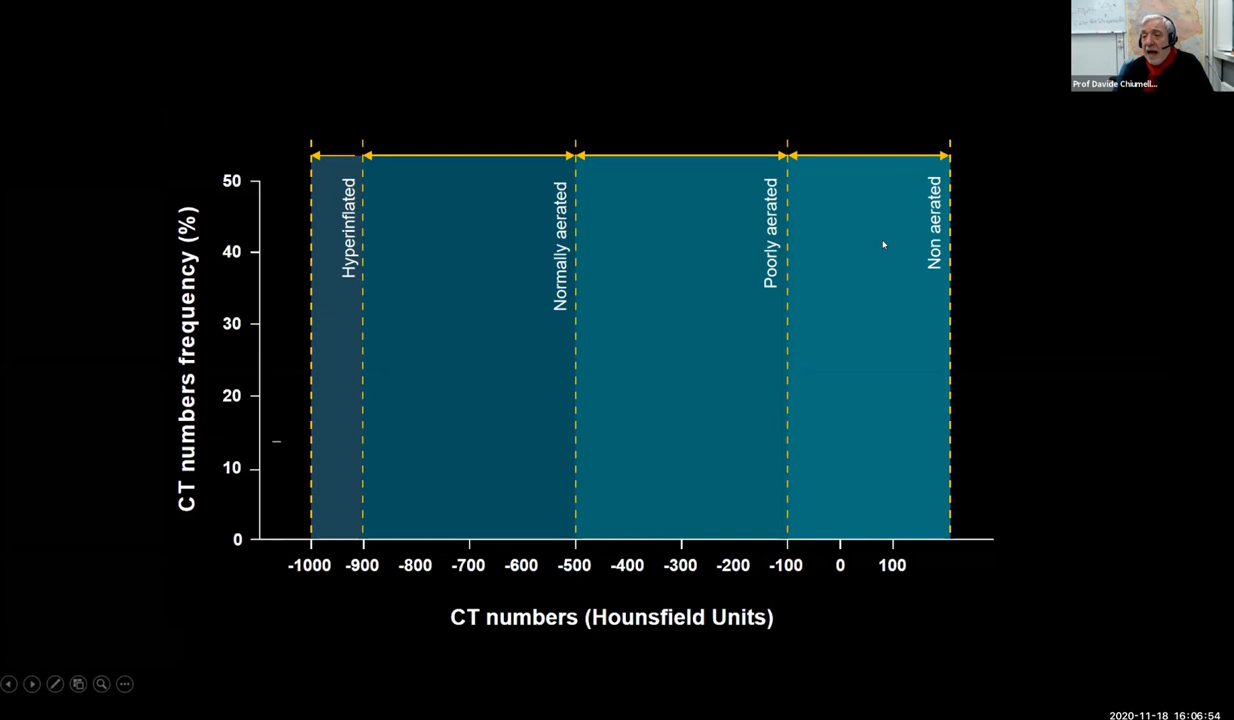 Prof Davide Chiumell...
CT numbers frequency (%)
50
40
30
20
10
0
Hyperinflated
Normally aerated
Poorly aerated
Non aerated
-1000 -900 -800 -700 -600 -500 -400 -300 -200 -100 0 100
CT numbers (Hounsfield Units)
2020-11-18 16:06:54